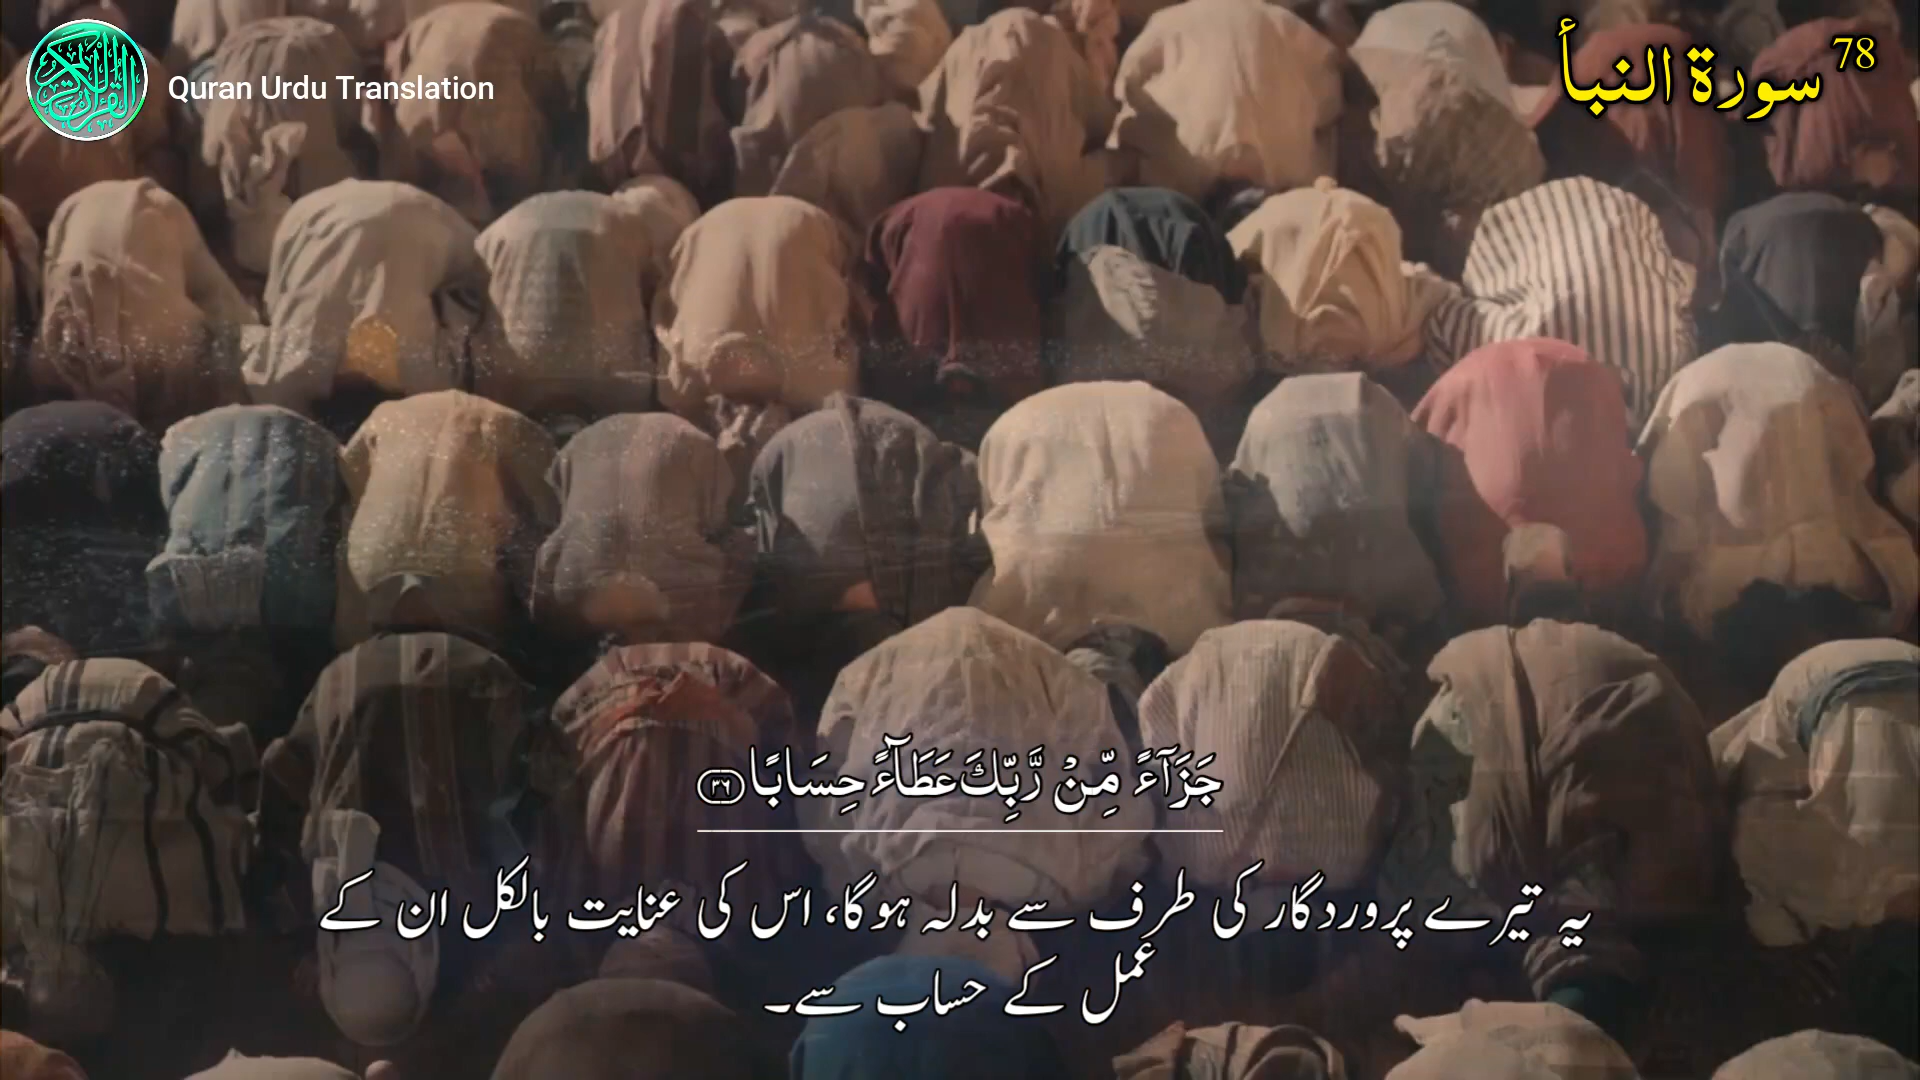 Quran Urdu Translation
سورة النبأ 78
جَزَآءً مِّنْ رَّبِّكَ عَطَآءً حِسَابًا ﴿۳۶﴾
یہ تیرے پروردگار کی طرف سے بدلہ ہوگا، اس کی عنایت بالکل ان کے
عمل کے حساب سے۔